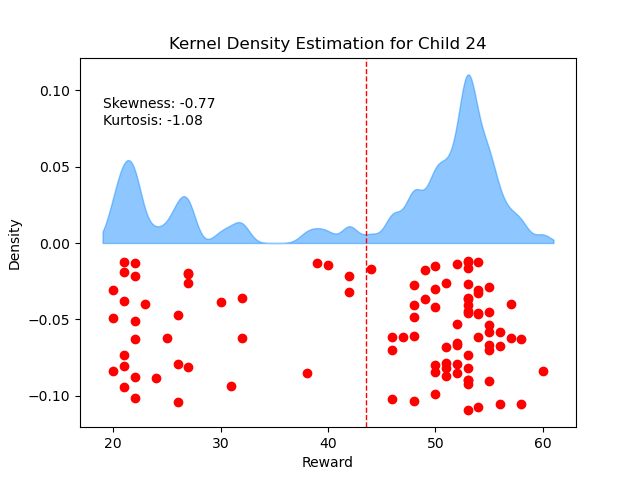 Kernel Density Estimation for Child 24
Skewness: -0.77
Kurtosis: -1.08
Density
0.10
0.05
0.00
−0.05
−0.10
20 30 40 50 60
Reward